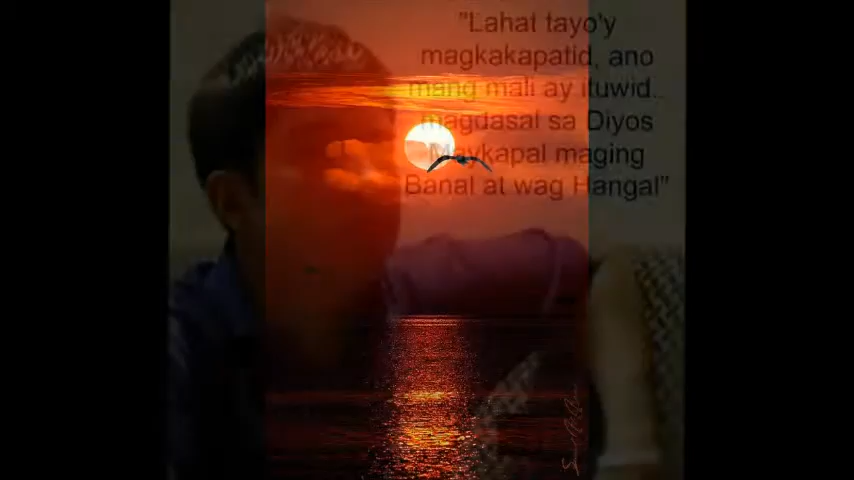 "Lahat tayo'y
magkakapatid, ano
mang mali ay ituwid..
magdasal sa Diyos
Maykapal maging
Banal at wag Hangal"